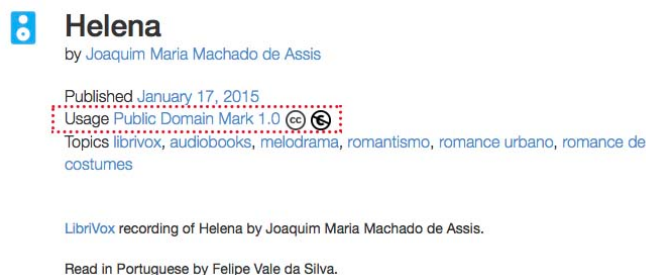 Helena
by Joaquim Maria Machado de Assis
Published January 17, 2015
Usage Public Domain Mark 1.0
Topics librivox, audiobooks, melodrama, romantismo, romance urbano, romance de
costumes
LibriVox recording of Helena by Joaquim Maria Machado de Assis.
Read in Portuguese by Felipe Vale da Silva.